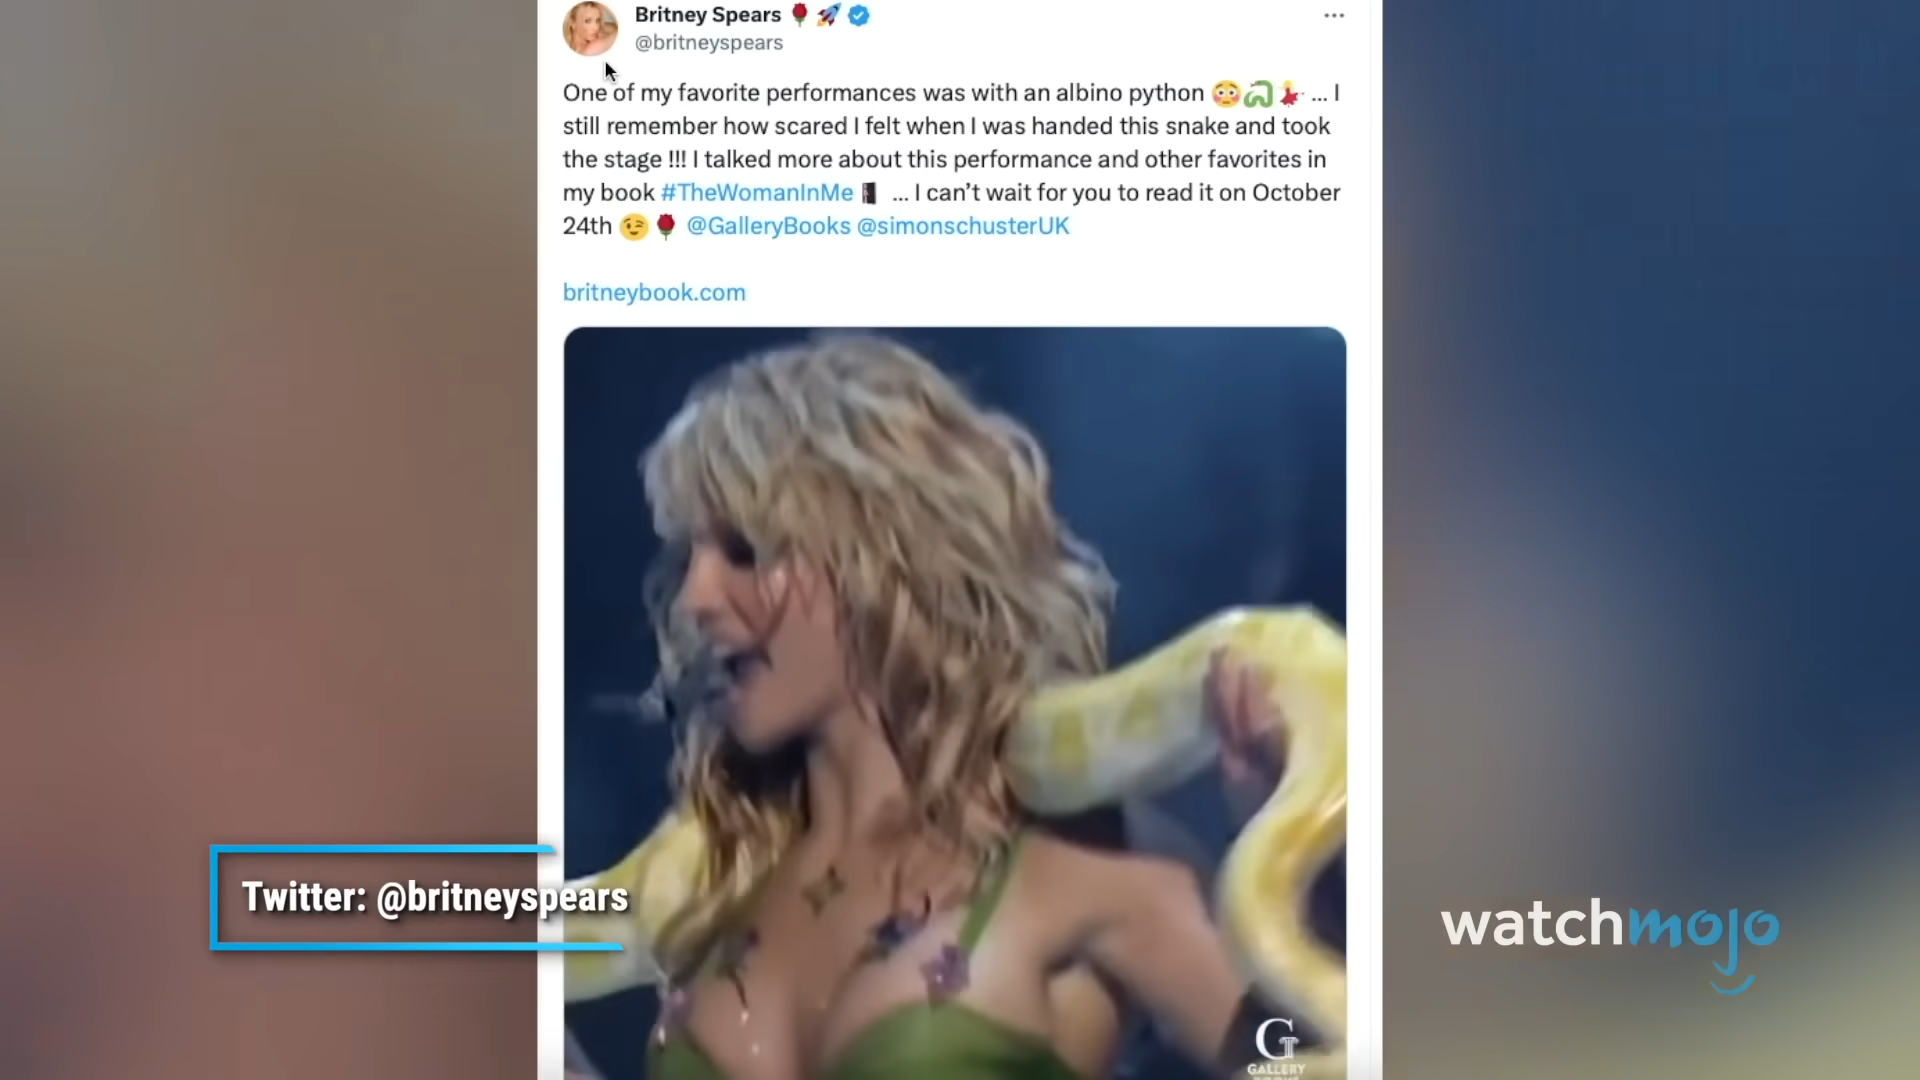 Britney Spears 🌹 🚀
@britneyspears
One of my favorite performances was with an albino python 😳🐍💃 ... I
still remember how scared I felt when I was handed this snake and took
the stage !!! I talked more about this performance and other favorites in
my book #TheWomanInMe 🚪 ... I can’t wait for you to read it on October
24th 😉🌹 @GalleryBooks @simonschusterUK
britneybook.com
Twitter: @britneyspears
watchmojo
G
GALLERY